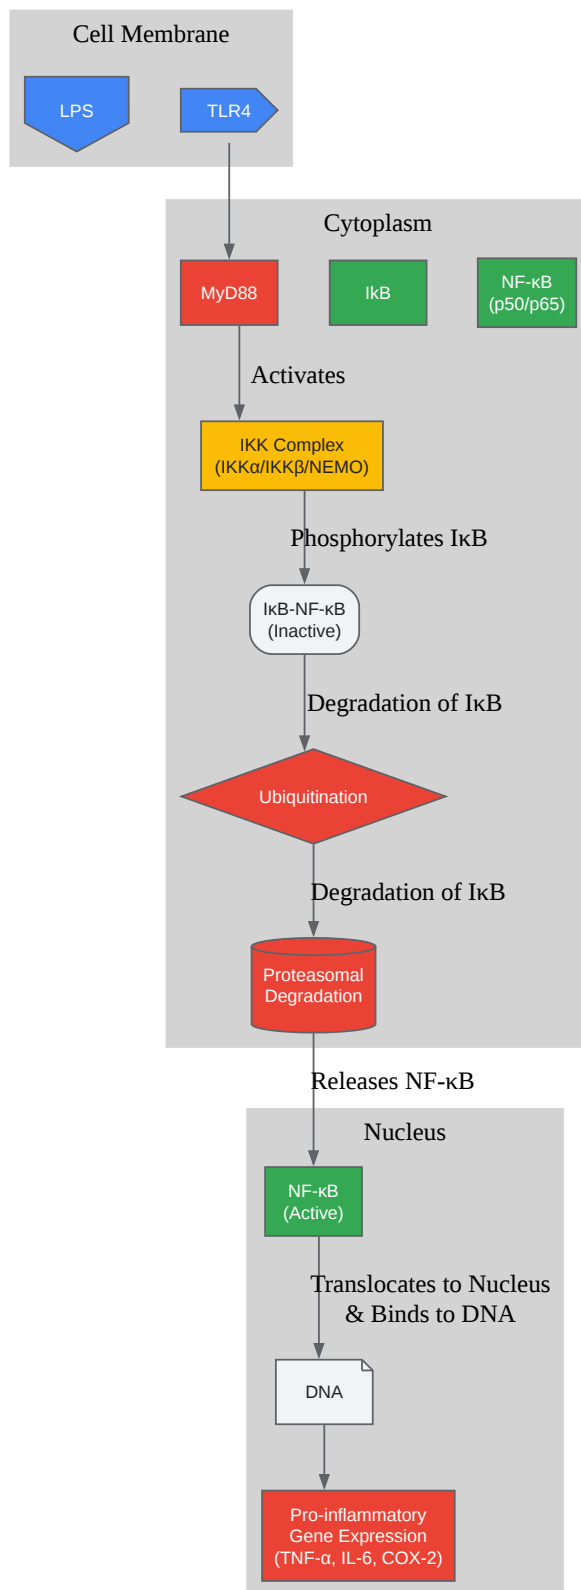 Cell Membrane
LPS
TLR4
Cytoplasm
MyD88
IkB
NF-κB
(p50/p65)
Activates
IKK Complex
(IKKα/IKKβ/NEMO)
Phosphorylates IκB
IκB-NF-κB
(Inactive)
Degradation of IκB
Ubiquitination
Degradation of IκB
Proteasomal
Degradation
Releases NF-κB
Nucleus
NF-κB
(Active)
Translocates to Nucleus
& Binds to DNA
DNA
Pro-inflammatory
Gene Expression
(TNF-α, IL-6, COX-2)